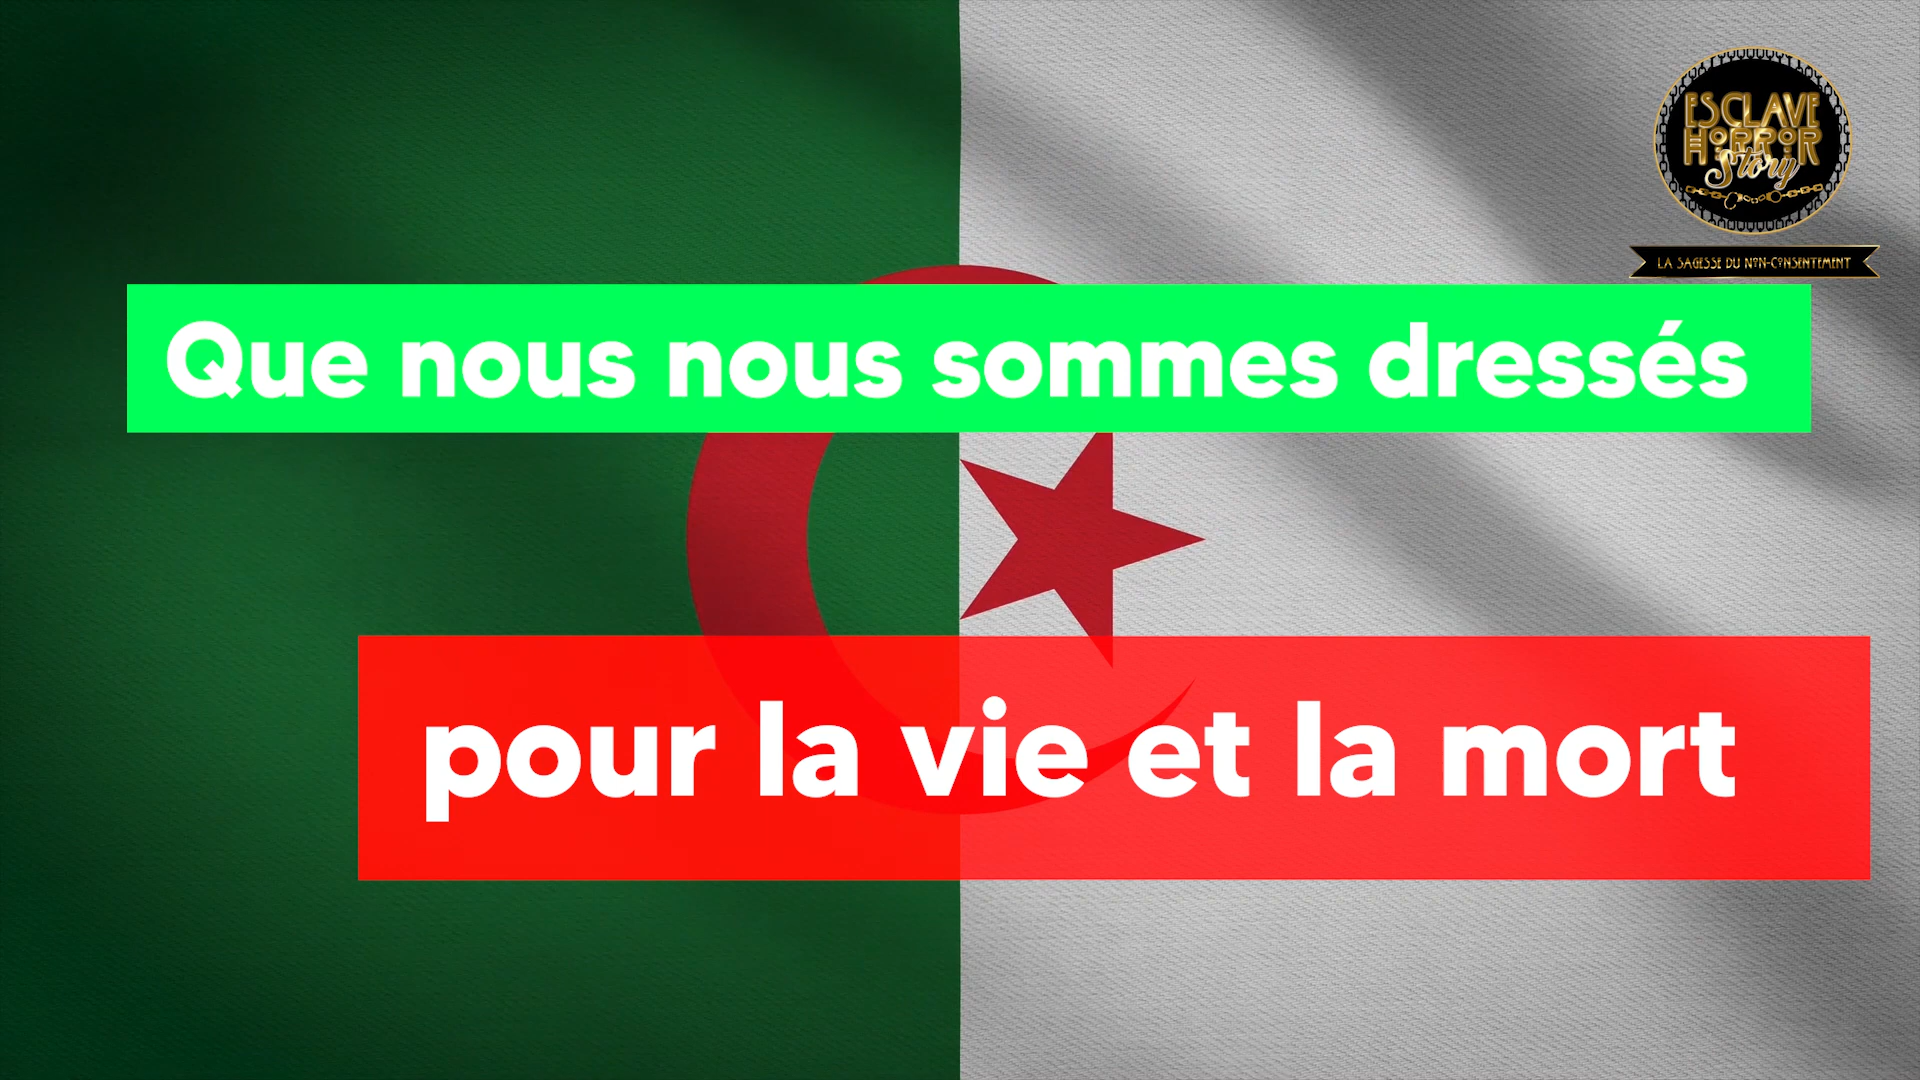 ESCLAVE
HORROR
Story
LA SAGESSE DU NON-CONSENTEMENT
Que nous nous sommes dressés
pour la vie et la mort